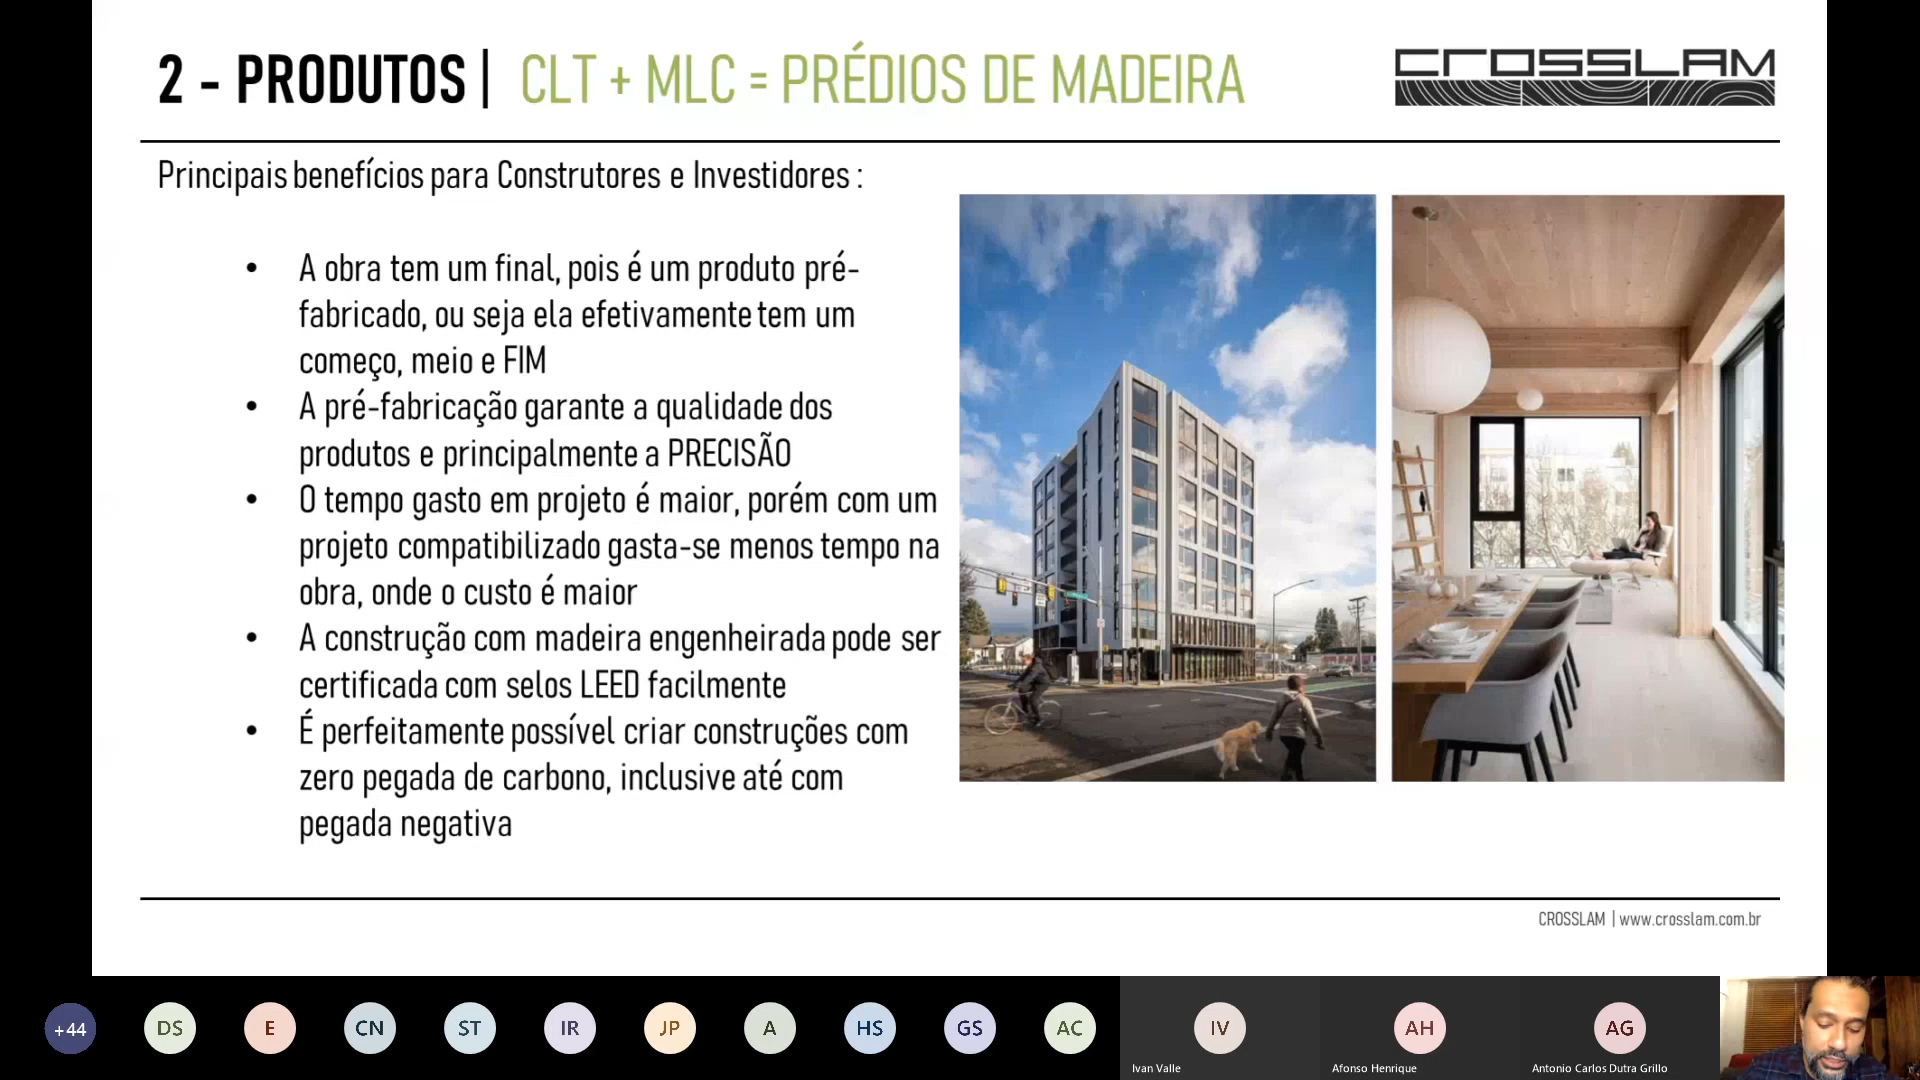 2 - PRODUTOS | CLT + MLC = PRÉDIOS DE MADEIRA
CROSSLAM
Principais benefícios para Construtores e Investidores :
• A obra tem um final, pois é um produto pré-
fabricado, ou seja ela efetivamente tem um
começo, meio e FIM
• A pré-fabricação garante a qualidade dos
produtos e principalmente a PRECISÃO
• O tempo gasto em projeto é maior, porém com um
projeto compatibilizado gasta-se menos tempo na
obra, onde o custo é maior
• A construção com madeira engenheirada pode ser
certificada com selos LEED facilmente
• É perfeitamente possível criar construções com
zero pegada de carbono, inclusive até com
pegada negativa
CROSSLAM | www.crosslam.com.br
+44 DS E CN ST IR JP A HS GS AC IV AH AG
Ivan Valle Afonso Henrique Antonio Carlos Dutra Grillo